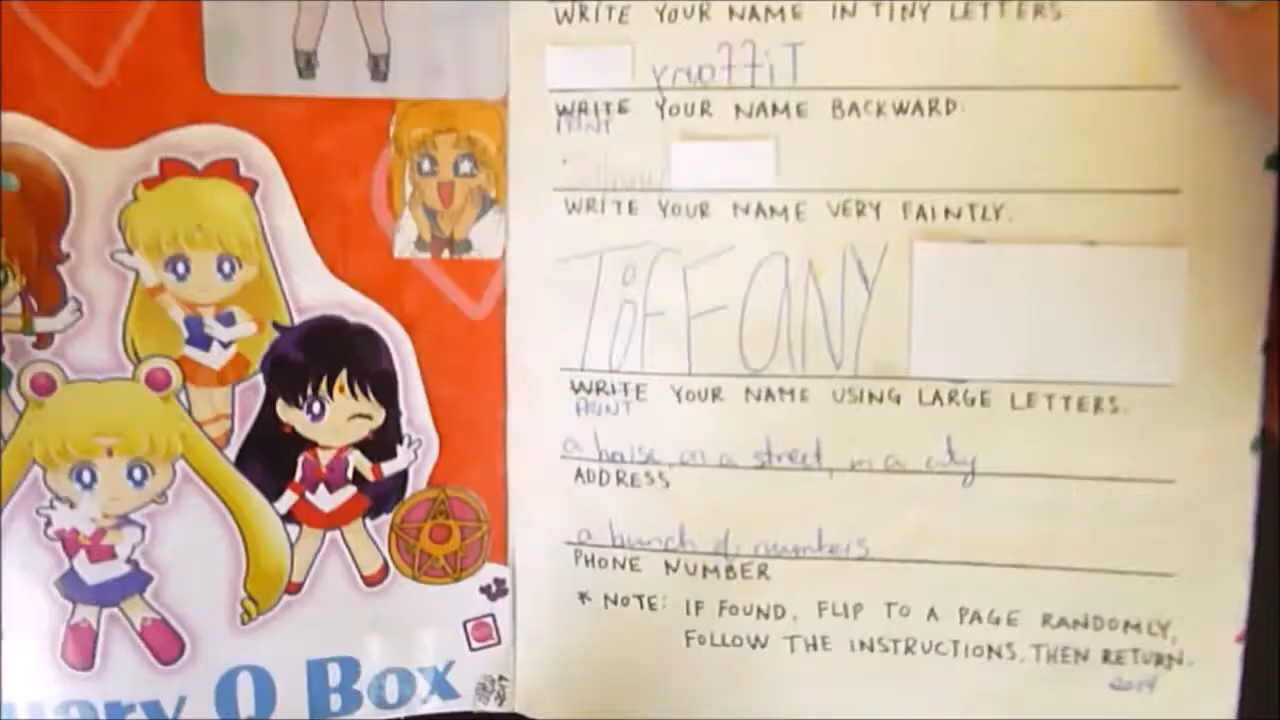 WRITE YOUR NAME IN TINY LETTERS.
ynaffiT
WRITE YOUR NAME BACKWARD.
PRINT
WRITE YOUR NAME VERY FAINTLY.
TiFFANY
WRITE YOUR NAME USING LARGE LETTERS.
PRINT
a house, on a street, in a city
ADDRESS
a bunch of numbers
PHONE NUMBER
* NOTE: IF FOUND, FLIP TO A PAGE RANDOMLY,
FOLLOW THE INSTRUCTIONS, THEN RETURN.
2014
Q Box